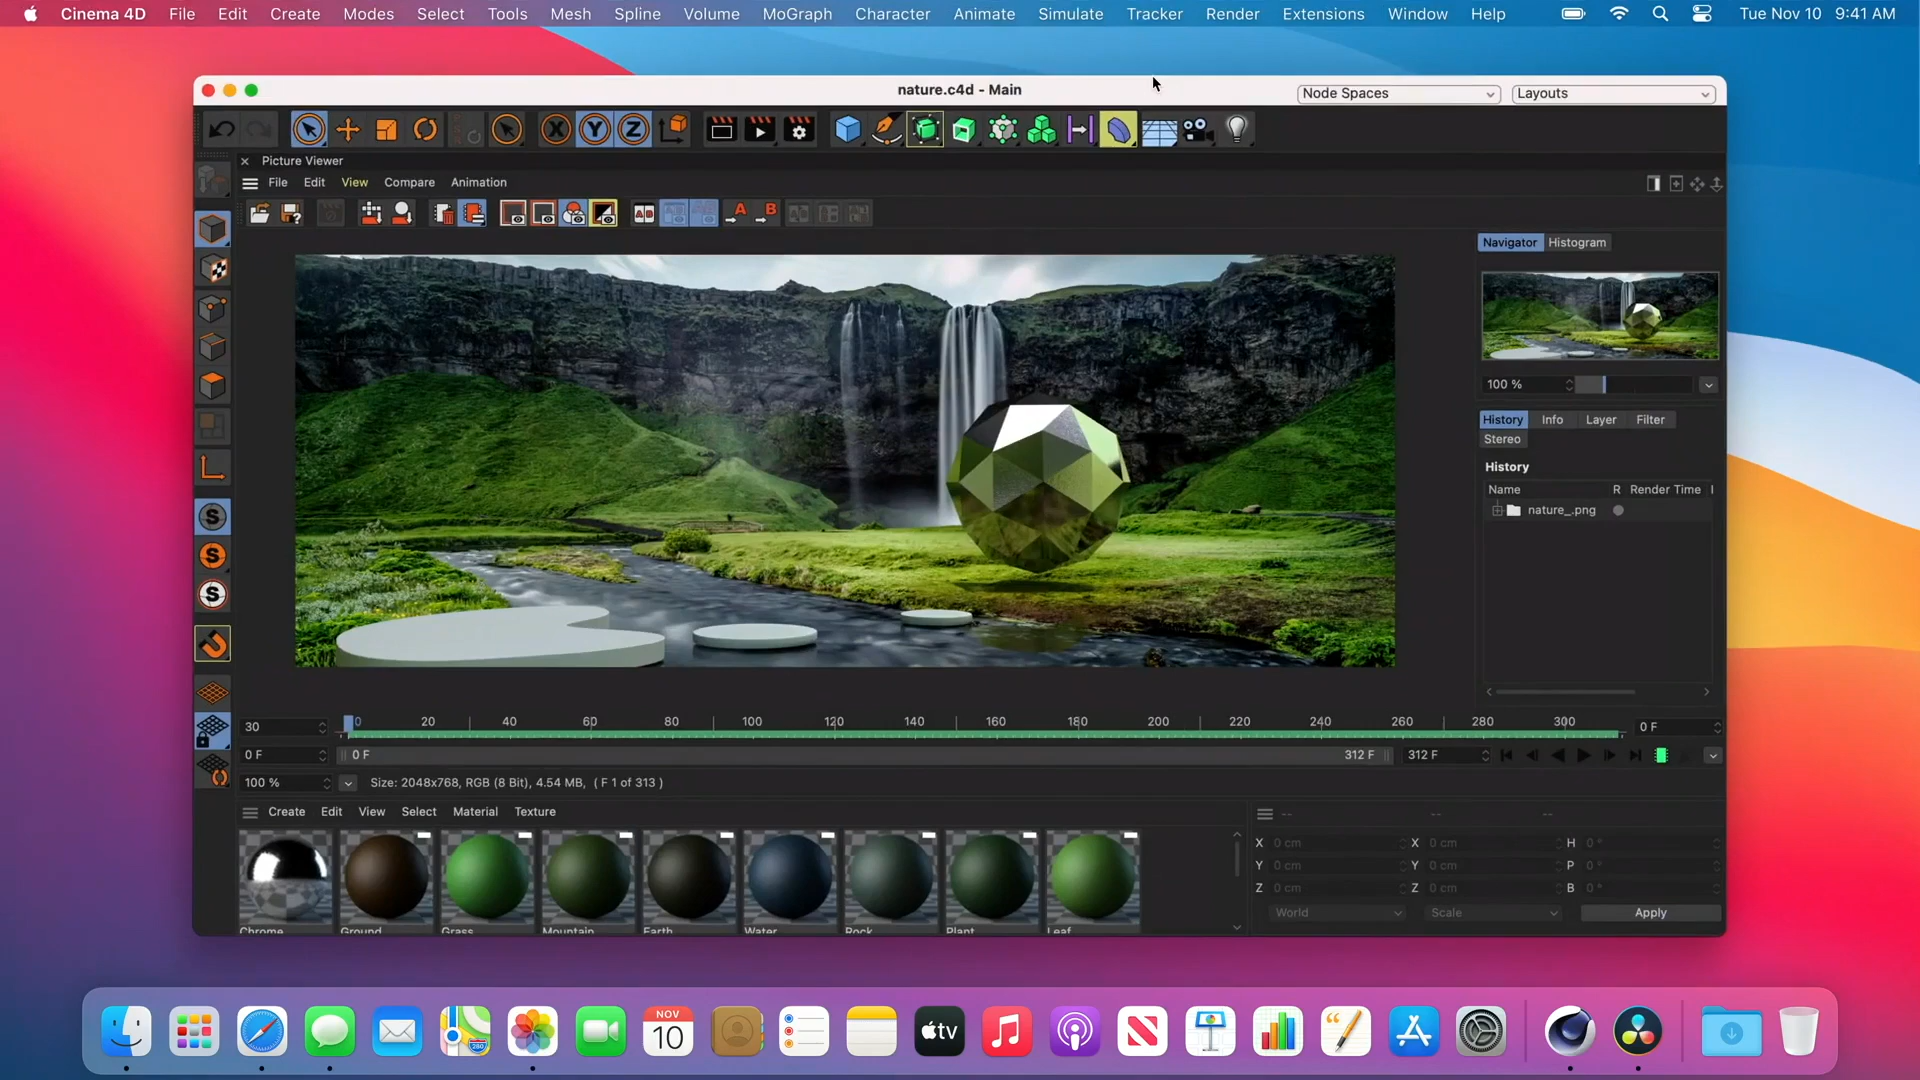 Cinema 4D File Edit Create Modes Select Tools Mesh Spline Volume MoGraph Character Animate Simulate Tracker Render Extensions Window Help Tue Nov 10 9:41 AM
nature.c4d - Main
Node Spaces
Layouts
X Y Z
Picture Viewer
File Edit View Compare Animation
A B
A
B
Navigator Histogram
100 %
History Info Layer Filter
Stereo
History
Name R Render Time
nature_.png
S
S
S
30
0 20 40 60 80 100 120 140 160 180 200 220 240 260 280 300
0 F
0 F
0 F
312 F
312 F
100 %
Size: 2048x768, RGB (8 Bit), 4.54 MB, ( F 1 of 313 )
Create Edit View Select Material Texture
-- -- --
X 0 cm X 0 cm H 0 °
Y 0 cm Y 0 cm P 0 °
Z 0 cm Z 0 cm B 0 °
World Scale Apply
Chrome Ground Grass Mountain Earth Water Rock Plant Leaf
280
NOV
10
tv